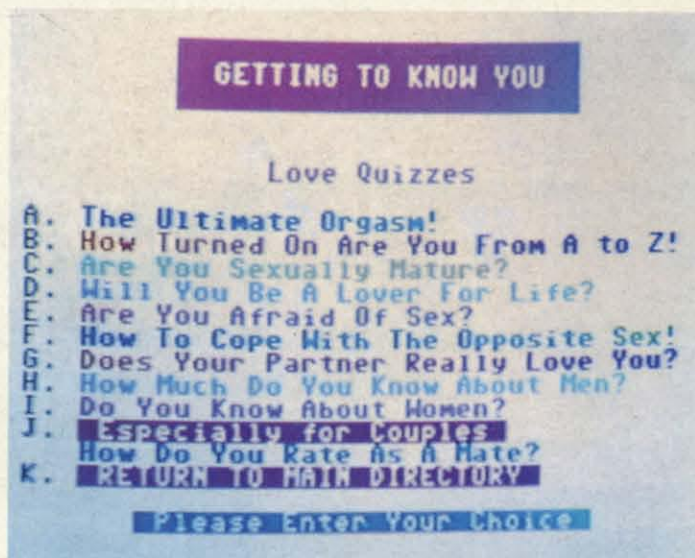 GETTING TO KNOW YOU
Love Quizzes
A. The Ultimate Orgasm!
B. How Turned On Are You From A to Z!
C. Are You Sexually Mature?
D. Will You Be A Lover For Life?
E. Are You Afraid Of Sex?
F. How To Cope With The Opposite Sex!
G. Does Your Partner Really Love You?
H. How Much Do You Know About Men?
I. Do You Know About Women?
J. Especially for Couples
How Do You Rate As A Mate?
K. RETURN TO MAIN DIRECTORY
Please Enter Your Choice